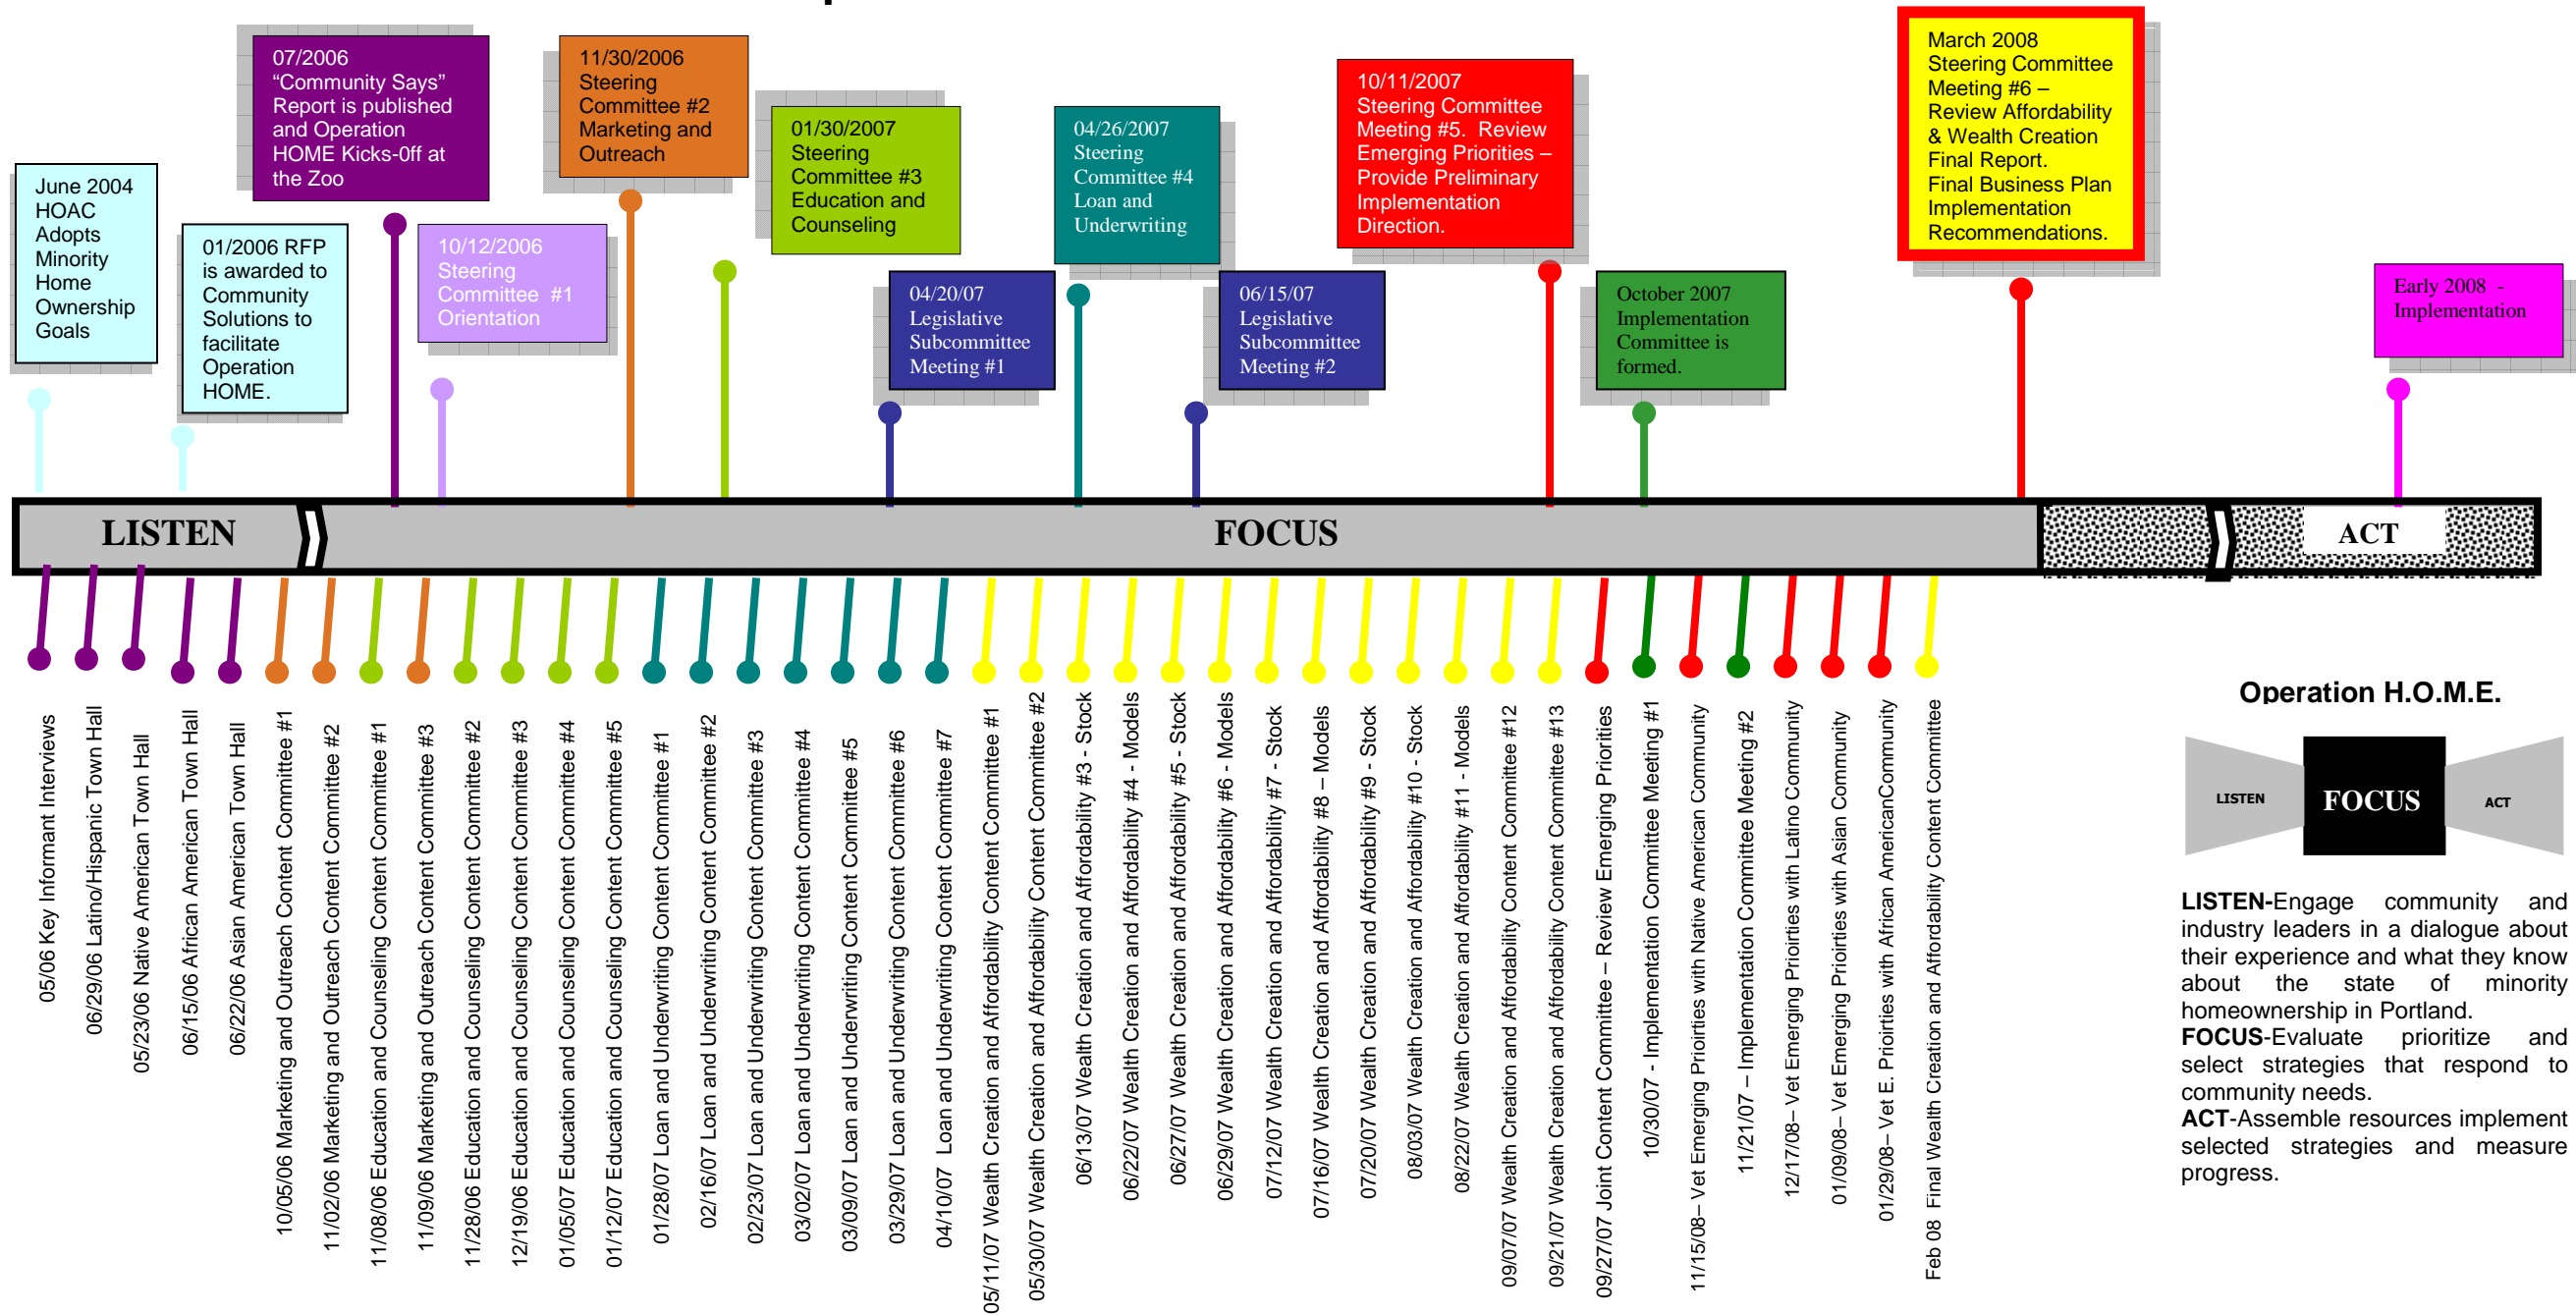 June 2004
HOAC
Adopts
Minority
Home
Ownership
Goals
01/2006 RFP
is awarded to
Community
Solutions to
facilitate
Operation
HOME.
07/2006
“Community Says”
Report is published
and Operation
HOME Kicks-0ff at
the Zoo
10/12/2006
Steering
Committee #1
Orientation
11/30/2006
Steering
Committee #2
Marketing and
Outreach
01/30/2007
Steering
Committee #3
Education and
Counseling
04/20/07
Legislative
Subcommittee
Meeting #1
04/26/2007
Steering
Committee #4
Loan and
Underwriting
06/15/07
Legislative
Subcommittee
Meeting #2
10/11/2007
Steering Committee
Meeting #5. Review
Emerging Priorities –
Provide Preliminary
Implementation
Direction.
October 2007
Implementation
Committee is
formed.
March 2008
Steering Committee
Meeting #6 –
Review Affordability
& Wealth Creation
Final Report.
Final Business Plan
Implementation
Recommendations.
Early 2008 -
Implementation
LISTEN
FOCUS
ACT
05/06 Key Informant Interviews
06/29/06 Latino/Hispanic Town Hall
05/23/06 Native American Town Hall
06/15/06 African American Town Hall
06/22/06 Asian American Town Hall
10/05/06 Marketing and Outreach Content Committee #1
11/02/06 Marketing and Outreach Content Committee #2
11/08/06 Education and Counseling Content Committee #1
11/09/06 Marketing and Outreach Content Committee #3
11/28/06 Education and Counseling Content Committee #2
12/19/06 Education and Counseling Content Committee #3
01/05/07 Education and Counseling Content Committee #4
01/12/07 Education and Counseling Content Committee #5
01/28/07 Loan and Underwriting Content Committee #1
02/16/07 Loan and Underwriting Content Committee #2
02/23/07 Loan and Underwriting Content Committee #3
03/02/07 Loan and Underwriting Content Committee #4
03/09/07 Loan and Underwriting Content Committee #5
03/29/07 Loan and Underwriting Content Committee #6
04/10/07 Loan and Underwriting Content Committee #7
05/11/07 Wealth Creation and Affordability Content Committee #1
05/30/07 Wealth Creation and Affordability Content Committee #2
06/13/07 Wealth Creation and Affordability #3 - Stock
06/22/07 Wealth Creation and Affordability #4 - Models
06/27/07 Wealth Creation and Affordability #5 - Stock
06/29/07 Wealth Creation and Affordability #6 - Models
07/12/07 Wealth Creation and Affordability #7 - Stock
07/16/07 Wealth Creation and Affordability #8 – Models
07/20/07 Wealth Creation and Affordability #9 - Stock
08/03/07 Wealth Creation and Affordability #10 - Stock
08/22/07 Wealth Creation and Affordability #11 - Models
09/07/07 Wealth Creation and Affordability Content Committee #12
09/21/07 Wealth Creation and Affordability Content Committee #13
09/27/07 Joint Content Committee – Review Emerging Priorities
10/30/07 - Implementation Committee Meeting #1
11/15/08– Vet Emerging Prioirties with Native American Community
11/21/07 – Implementation Committee Meeting #2
12/17/08– Vet Emerging Priorities with Latino Community
01/09/08– Vet Emerging Prioirties with Asian Community
01/29/08– Vet E. Prioirties with African AmericanCommunity
Feb 08 Final Wealth Creation and Affordability Content Committee
Operation H.O.M.E.
LISTEN
FOCUS
ACT
LISTEN-Engage community and
industry leaders in a dialogue about
their experience and what they know
about the state of minority
homeownership in Portland.
FOCUS-Evaluate prioritize and
select strategies that respond to
community needs.
ACT-Assemble resources implement
selected strategies and measure
progress.